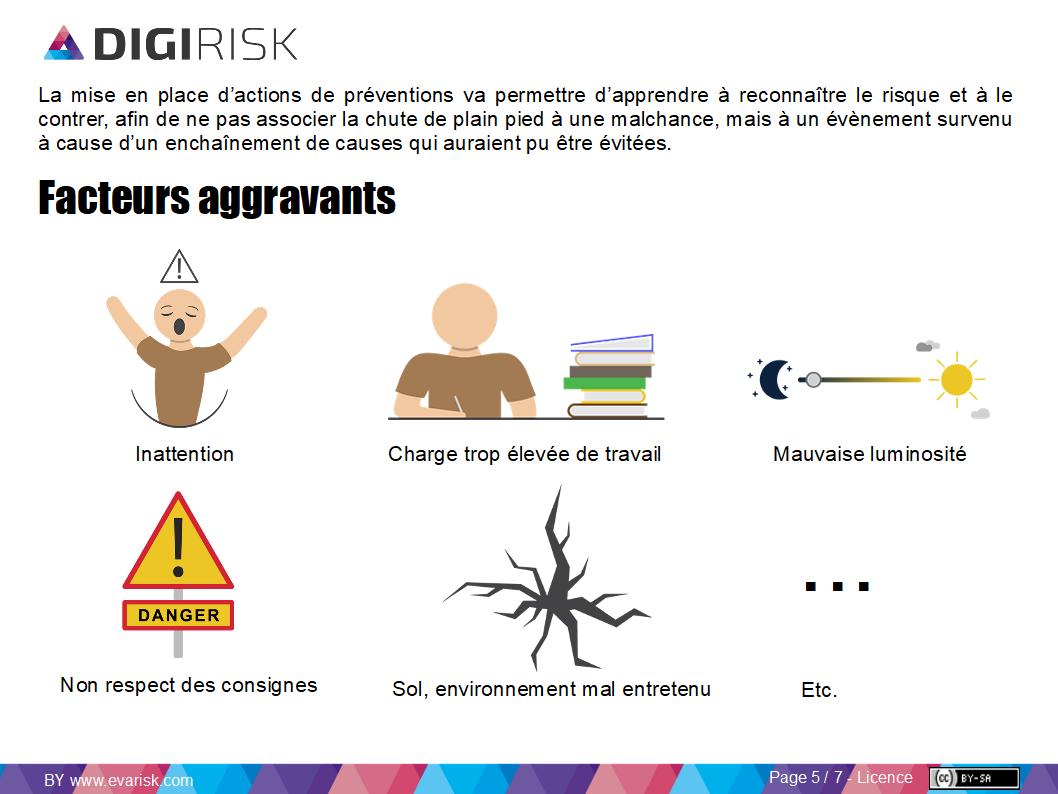 DIGIRISK
La mise en place d’actions de préventions va permettre d’apprendre à reconnaître le risque et à le
contrer, afin de ne pas associer la chute de plain pied à une malchance, mais à un évènement survenu
à cause d’un enchaînement de causes qui auraient pu être évitées.
Facteurs aggravants
!
Inattention
Charge trop élevée de travail
Mauvaise luminosité
!
DANGER
...
Non respect des consignes
Sol, environnement mal entretenu
Etc.
BY www.evarisk.com
Page 5 / 7 - Licence
(cc) BY-SA